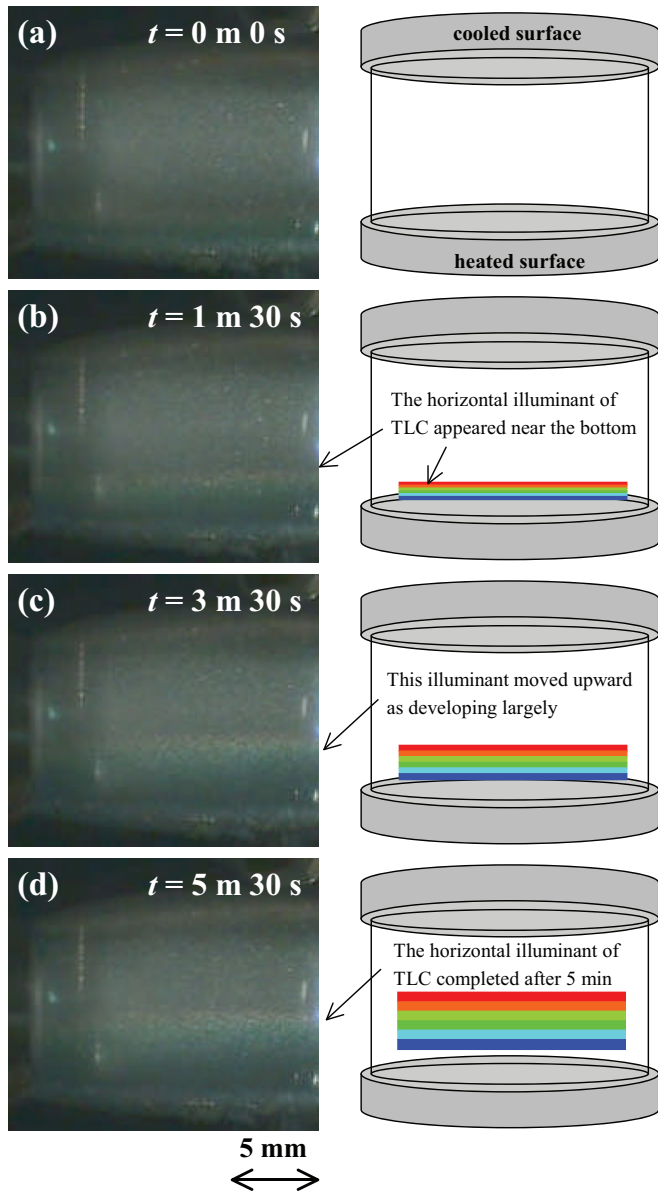 (a) t = 0 m 0 s
cooled surface
heated surface
(b) t = 1 m 30 s
The horizontal illuminant of
TLC appeared near the bottom
(c) t = 3 m 30 s
This illuminant moved upward
as developing largely
(d) t = 5 m 30 s
The horizontal illuminant of
TLC completed after 5 min
5 mm